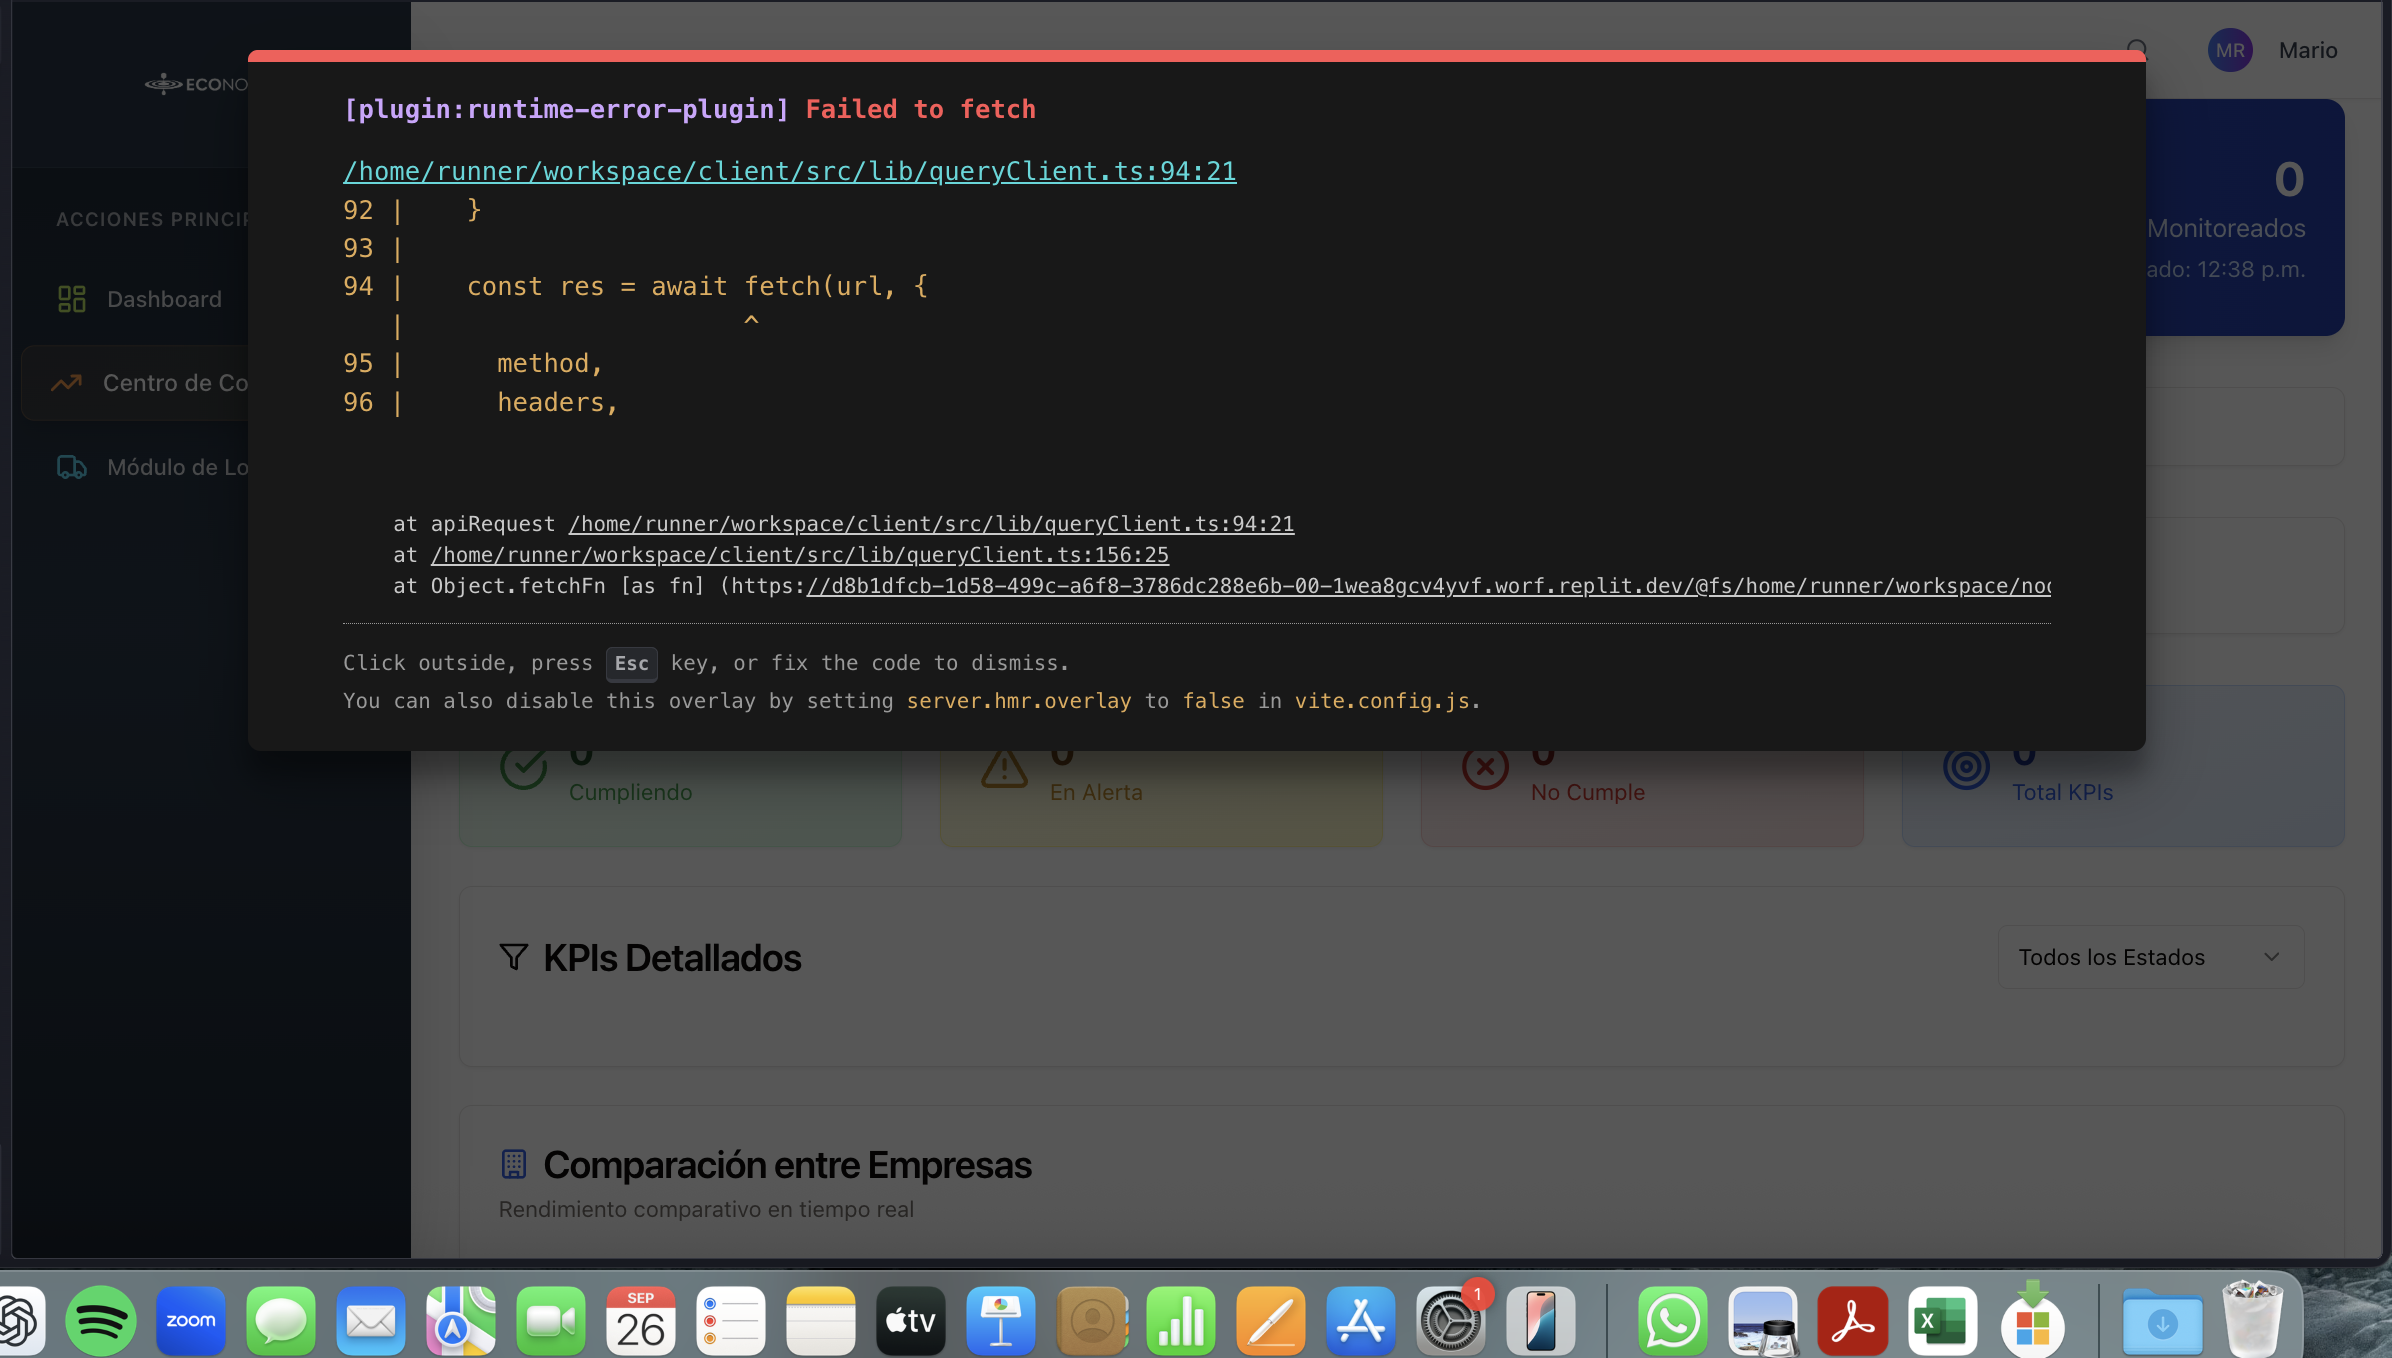 ECONO
MR
Mario
[plugin:runtime-error-plugin] Failed to fetch
/home/runner/workspace/client/src/lib/queryClient.ts:94:21
92 |    }
93 |
94 |    const res = await fetch(url, {
   |                      ^
95 |      method,
96 |      headers,
at apiRequest /home/runner/workspace/client/src/lib/queryClient.ts:94:21
at /home/runner/workspace/client/src/lib/queryClient.ts:156:25
at Object.fetchFn [as fn] (https://d8b1dfcb-1d58-499c-a6f8-3786dc288e6b-00-1wea8gcv4yvf.worf.replit.dev/@fs/home/runner/workspace/noc
Click outside, press Esc key, or fix the code to dismiss.
You can also disable this overlay by setting server.hmr.overlay to false in vite.config.js.
ACCIONES PRINCIP
Dashboard
Centro de Co
Módulo de Lo
0
Monitoreados
ado: 12:38 p.m.
0
Cumpliendo
0
En Alerta
0
No Cumple
0
Total KPIs
KPIs Detallados
Todos los Estados
Comparación entre Empresas
Rendimiento comparativo en tiempo real
zoom
SEP
26
tv
1
X